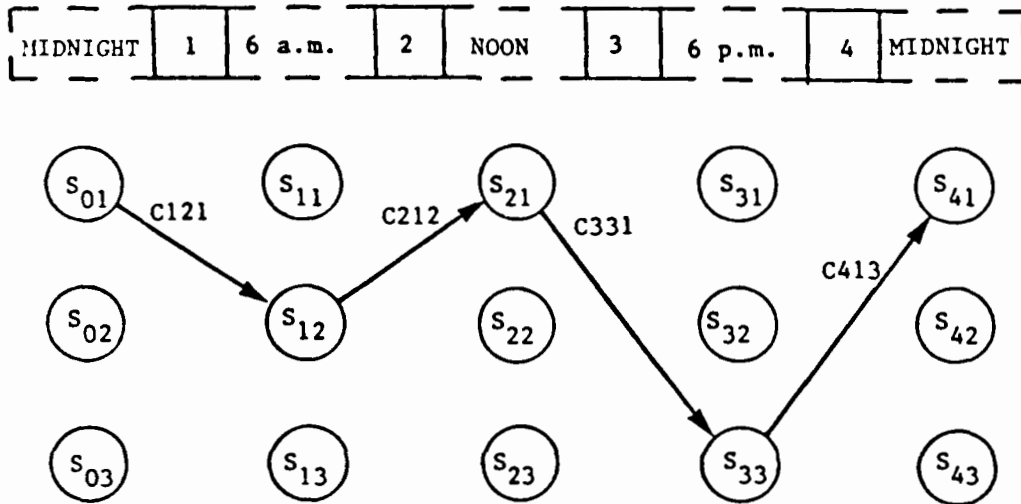 MIDNIGHT 1 6 a.m. 2 NOON 3 6 p.m. 4 MIDNIGHT
S01 S11 S21 S31 S41
C121 C212 C331 C413
S02 S12 S22 S32 S42
S03 S13 S23 S33 S43